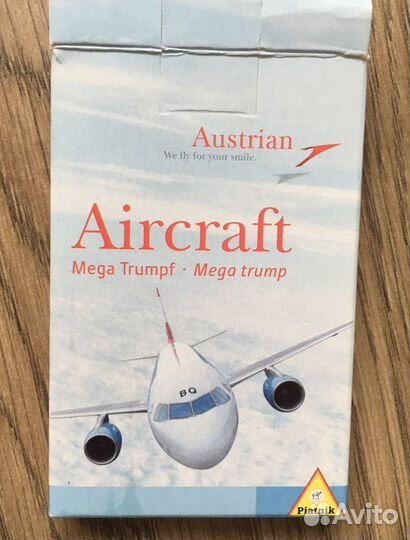 Austrian
We fly for your smile.
Aircraft
Mega Trumpf · Mega trump
BQ
Piatnik
Avito